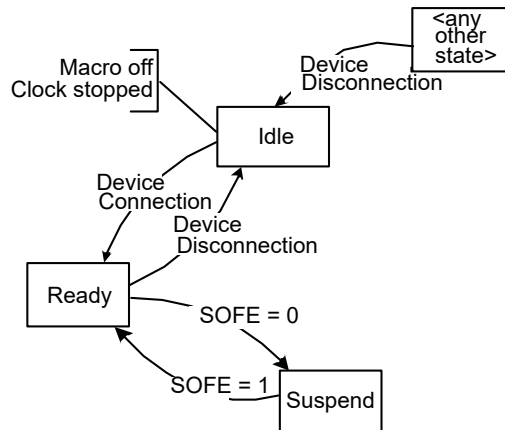 <any
other
state>
Device
Disconnection
Macro off
Clock stopped
Idle
Device
Connection
Device
Disconnection
Ready
SOFE = 0
SOFE = 1
Suspend